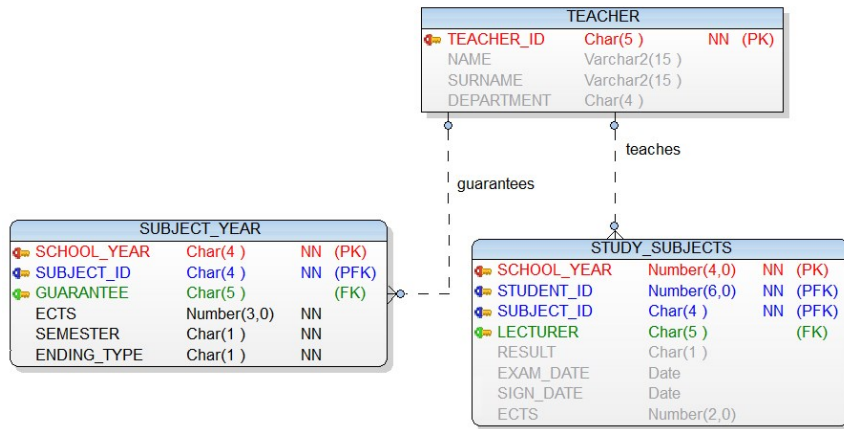 TEACHER
TEACHER_ID Char(5 ) NN (PK)
NAME Varchar2(15 )
SURNAME Varchar2(15 )
DEPARTMENT Char(4 )
teaches
guarantees
SUBJECT_YEAR
SCHOOL_YEAR Char(4 ) NN (PK)
SUBJECT_ID Char(4 ) NN (PFK)
GUARANTEE Char(5 ) (FK)
ECTS Number(3,0) NN
SEMESTER Char(1 ) NN
ENDING_TYPE Char(1 ) NN
STUDY_SUBJECTS
SCHOOL_YEAR Number(4,0) NN (PK)
STUDENT_ID Number(6,0) NN (PFK)
SUBJECT_ID Char(4 ) NN (PFK)
LECTURER Char(5 ) (FK)
RESULT Char(1 )
EXAM_DATE Date
SIGN_DATE Date
ECTS Number(2,0)